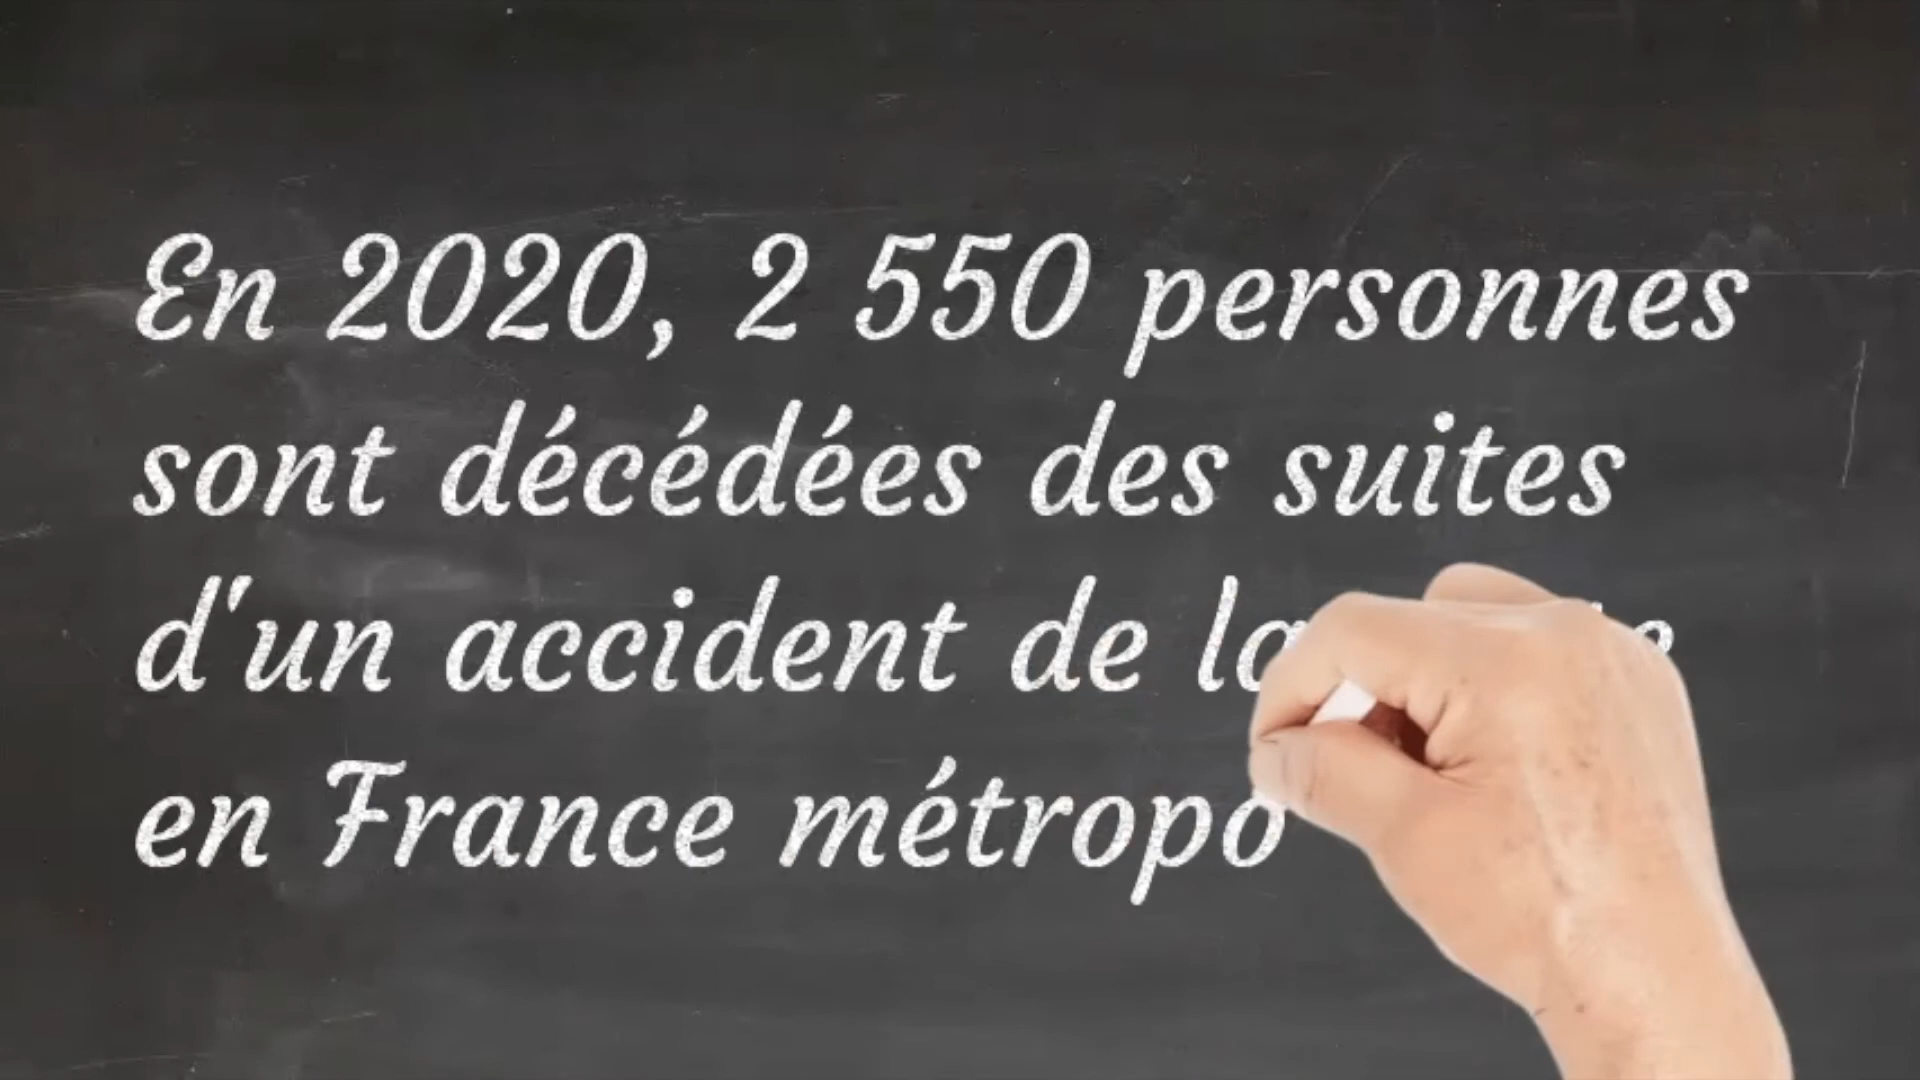 En 2020, 2 550 personnes
sont décédées des suites
d'un accident de la
en France métropo